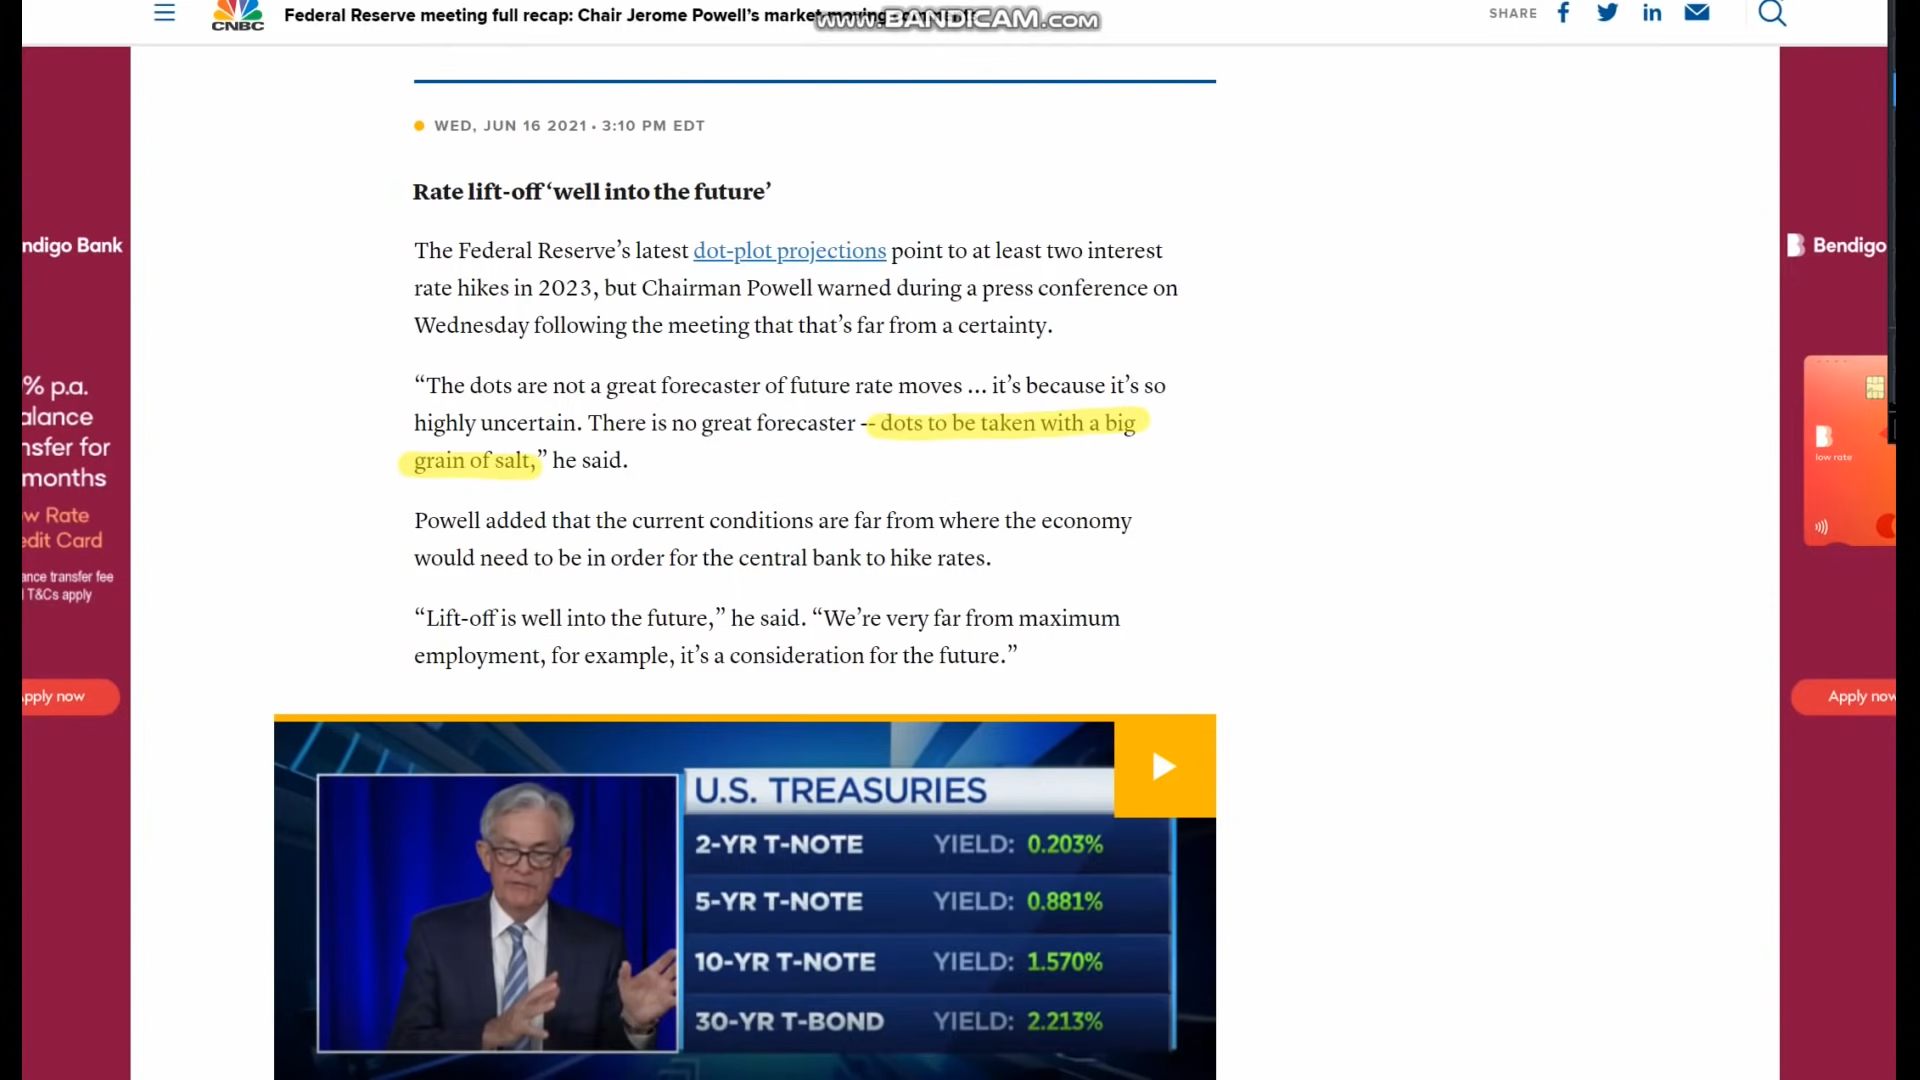 CNBC
Federal Reserve meeting full recap: Chair Jerome Powell’s market
www.BANDICAM.com
SHARE
WED, JUN 16 2021 • 3:10 PM EDT
Rate lift-off ‘well into the future’
The Federal Reserve’s latest dot-plot projections point to at least two interest
rate hikes in 2023, but Chairman Powell warned during a press conference on
Wednesday following the meeting that that’s far from a certainty.
“The dots are not a great forecaster of future rate moves ... it’s because it’s so
highly uncertain. There is no great forecaster -- dots to be taken with a big
grain of salt,” he said.
Powell added that the current conditions are far from where the economy
would need to be in order for the central bank to hike rates.
“Lift-off is well into the future,” he said. “We’re very far from maximum
employment, for example, it’s a consideration for the future.”
U.S. TREASURIES
2-YR T-NOTE YIELD: 0.203%
5-YR T-NOTE YIELD: 0.881%
10-YR T-NOTE YIELD: 1.570%
30-YR T-BOND YIELD: 2.213%
ndigo Bank
% p.a.
alance
nsfer for
months
w Rate
edit Card
ance transfer fee
T&Cs apply
pply now
Bendigo
low rate
Apply now